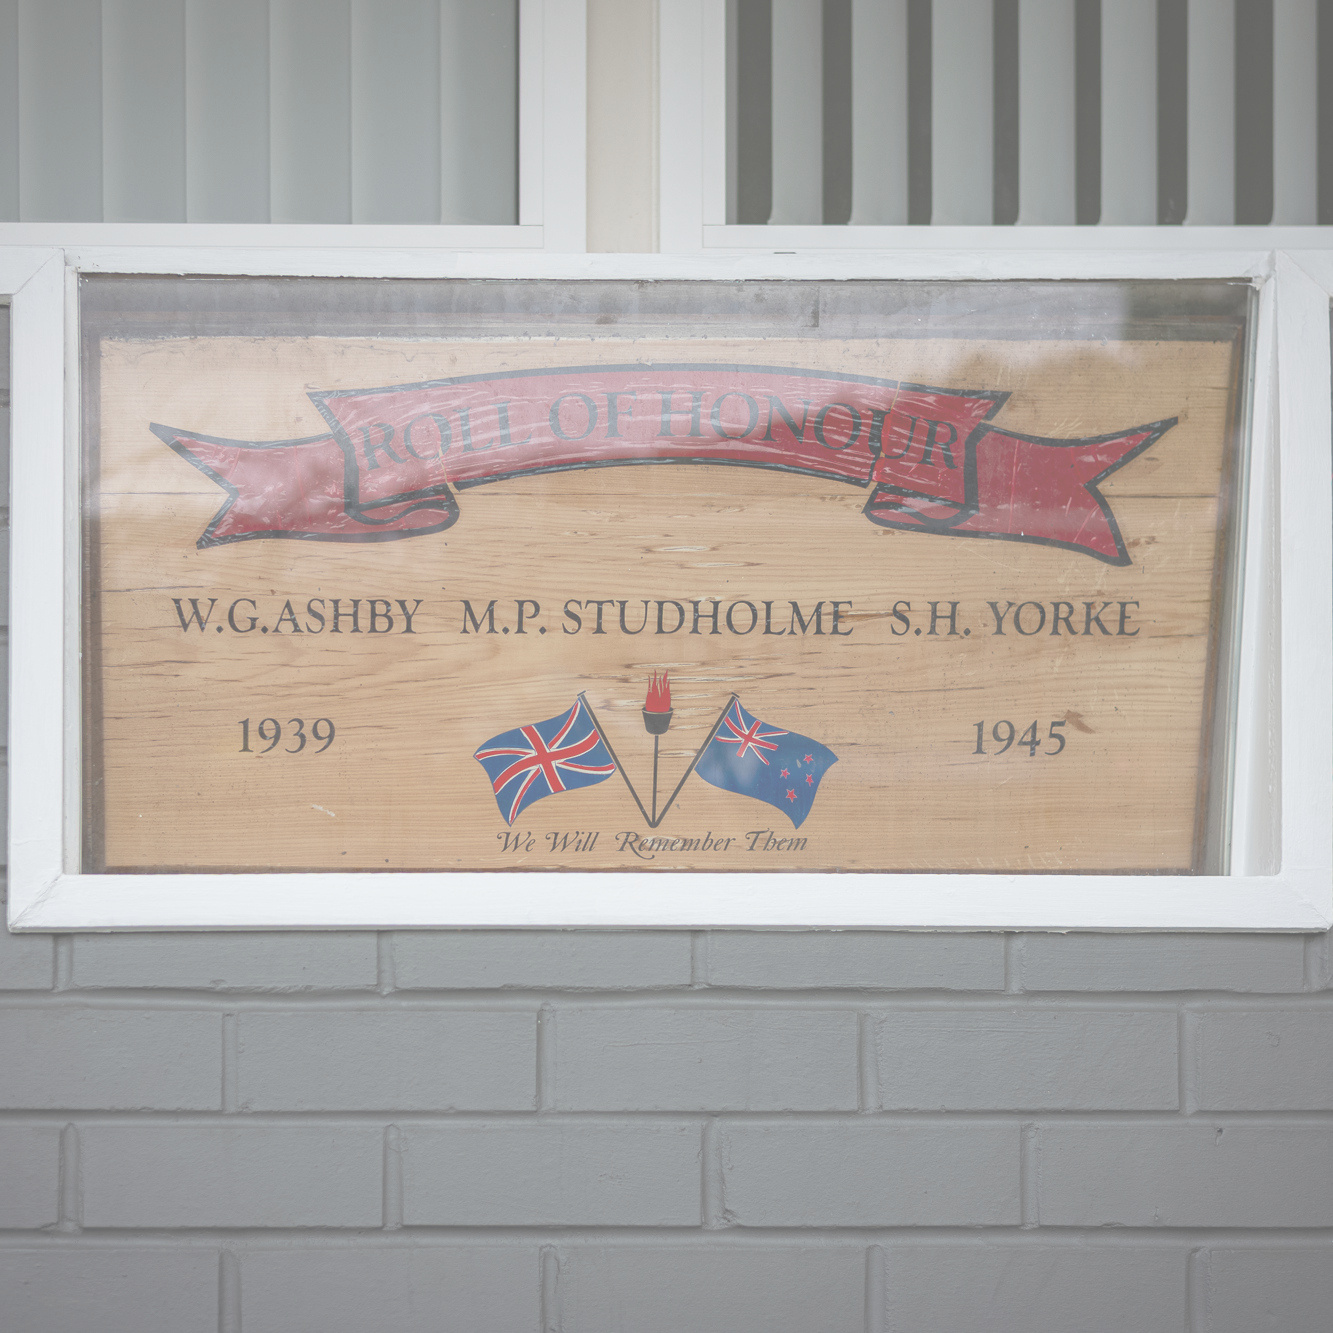 ROLL OF HONOUR
W.G.ASHBY M.P. STUDHOLME S.H. YORKE
1939 1945
We Will Remember Them